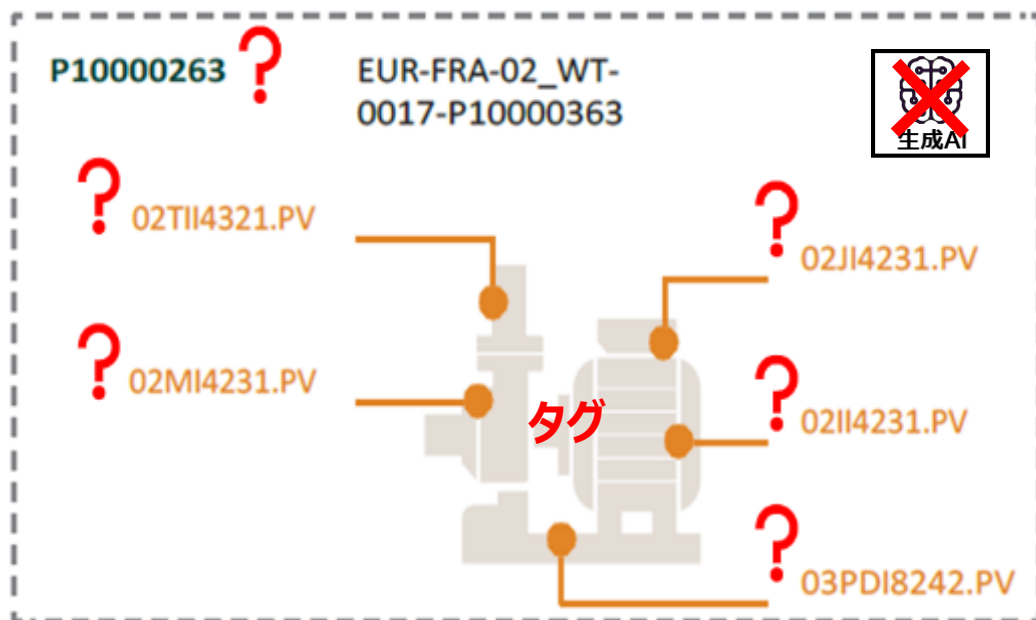 P10000263 ?
EUR-FRA-02_WT-
0017-P10000363
生成AI
? 02TII4321.PV
? 02JI4231.PV
? 02MI4231.PV
タグ
? 02II4231.PV
? 03PDI8242.PV